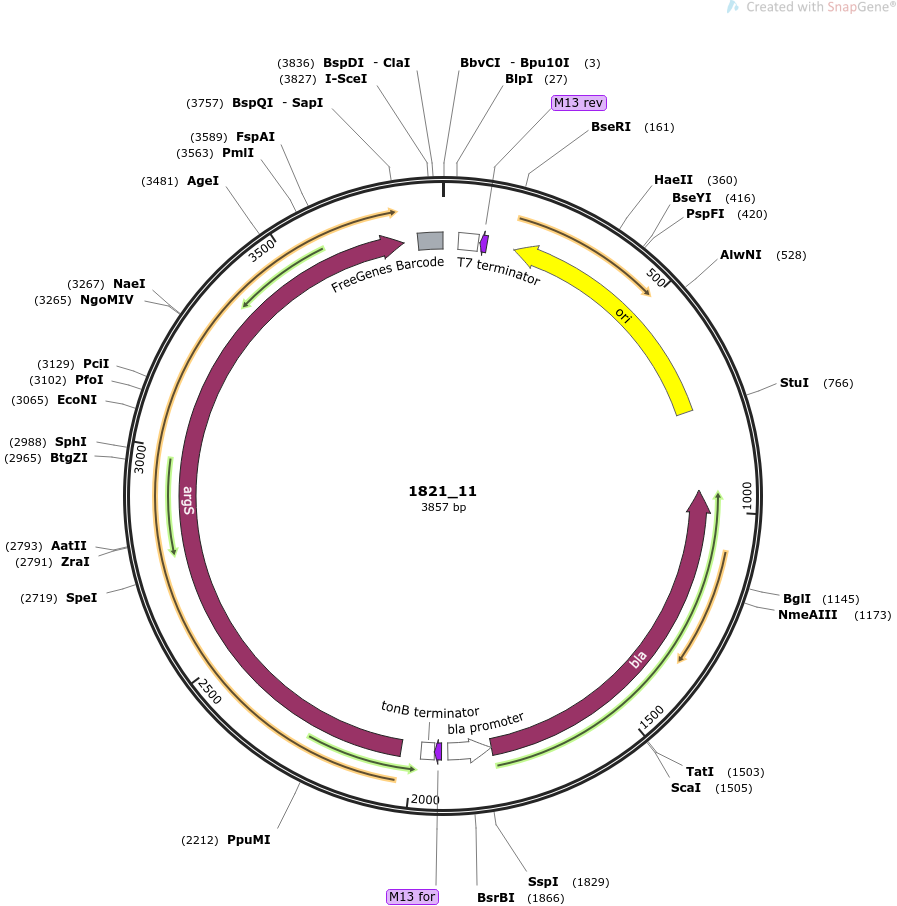 Created with SnapGene®
(3836) BspDI - ClaI
BbvCI - Bpu10I (3)
(3827) I-SceI
BlpI (27)
(3757) BspQI - SapI
M13 rev
(3589) FspAI
BseRI (161)
(3563) PmlI
(3481) AgeI
HaeII (360)
BseYI (416)
PspFI (420)
3500
FreeGenes Barcode
T7 terminator
AlwNI (528)
500
(3267) NaeI
(3265) NgoMIV
ori
(3129) PciI
(3102) PfoI
StuI (766)
(3065) EcoNI
(2988) SphI
(2965) BtgZI
3000
argS
1821_11
3857 bp
1000
(2793) AatII
(2791) ZraI
(2719) SpeI
BglI (1145)
NmeAIII (1173)
bla
2500
tonB terminator
bla promoter
1500
TatI (1503)
ScaI (1505)
2000
(2212) PpuMI
SspI (1829)
M13 for
BsrBI (1866)